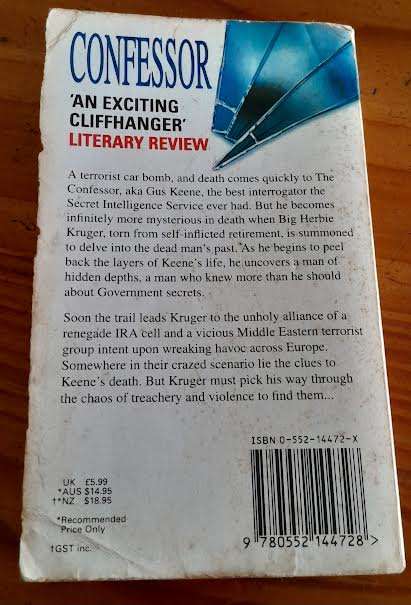 CONFESSOR
'AN EXCITING
CLIFFHANGER'
LITERARY REVIEW
A terrorist car bomb, and death comes quickly to The
Confessor, aka Gus Keene, the best interrogator the
Secret Intelligence Service ever had. But he becomes
infinitely more mysterious in death when Big Herbie
Kruger, torn from self-inflicted retirement, is summoned
to delve into the dead man's past. As he begins to peel
back the layers of Keene's life, he uncovers a man of
hidden depths, a man who knew more than he should
about Government secrets.
Soon the trail leads Kruger to the unholy alliance of a
renegade IRA cell and a vicious Middle Eastern terrorist
group intent upon wreaking havoc across Europe.
Somewhere in their crazed scenario lie the clues to
Keene's death. But Kruger must pick his way through
the chaos of treachery and violence to find them...
ISBN 0-552-14472-X
UK £5.99
*AUS $14.95
†*NZ $18.95
*Recommended
Price Only
†GST inc.
9 780552 144728 >